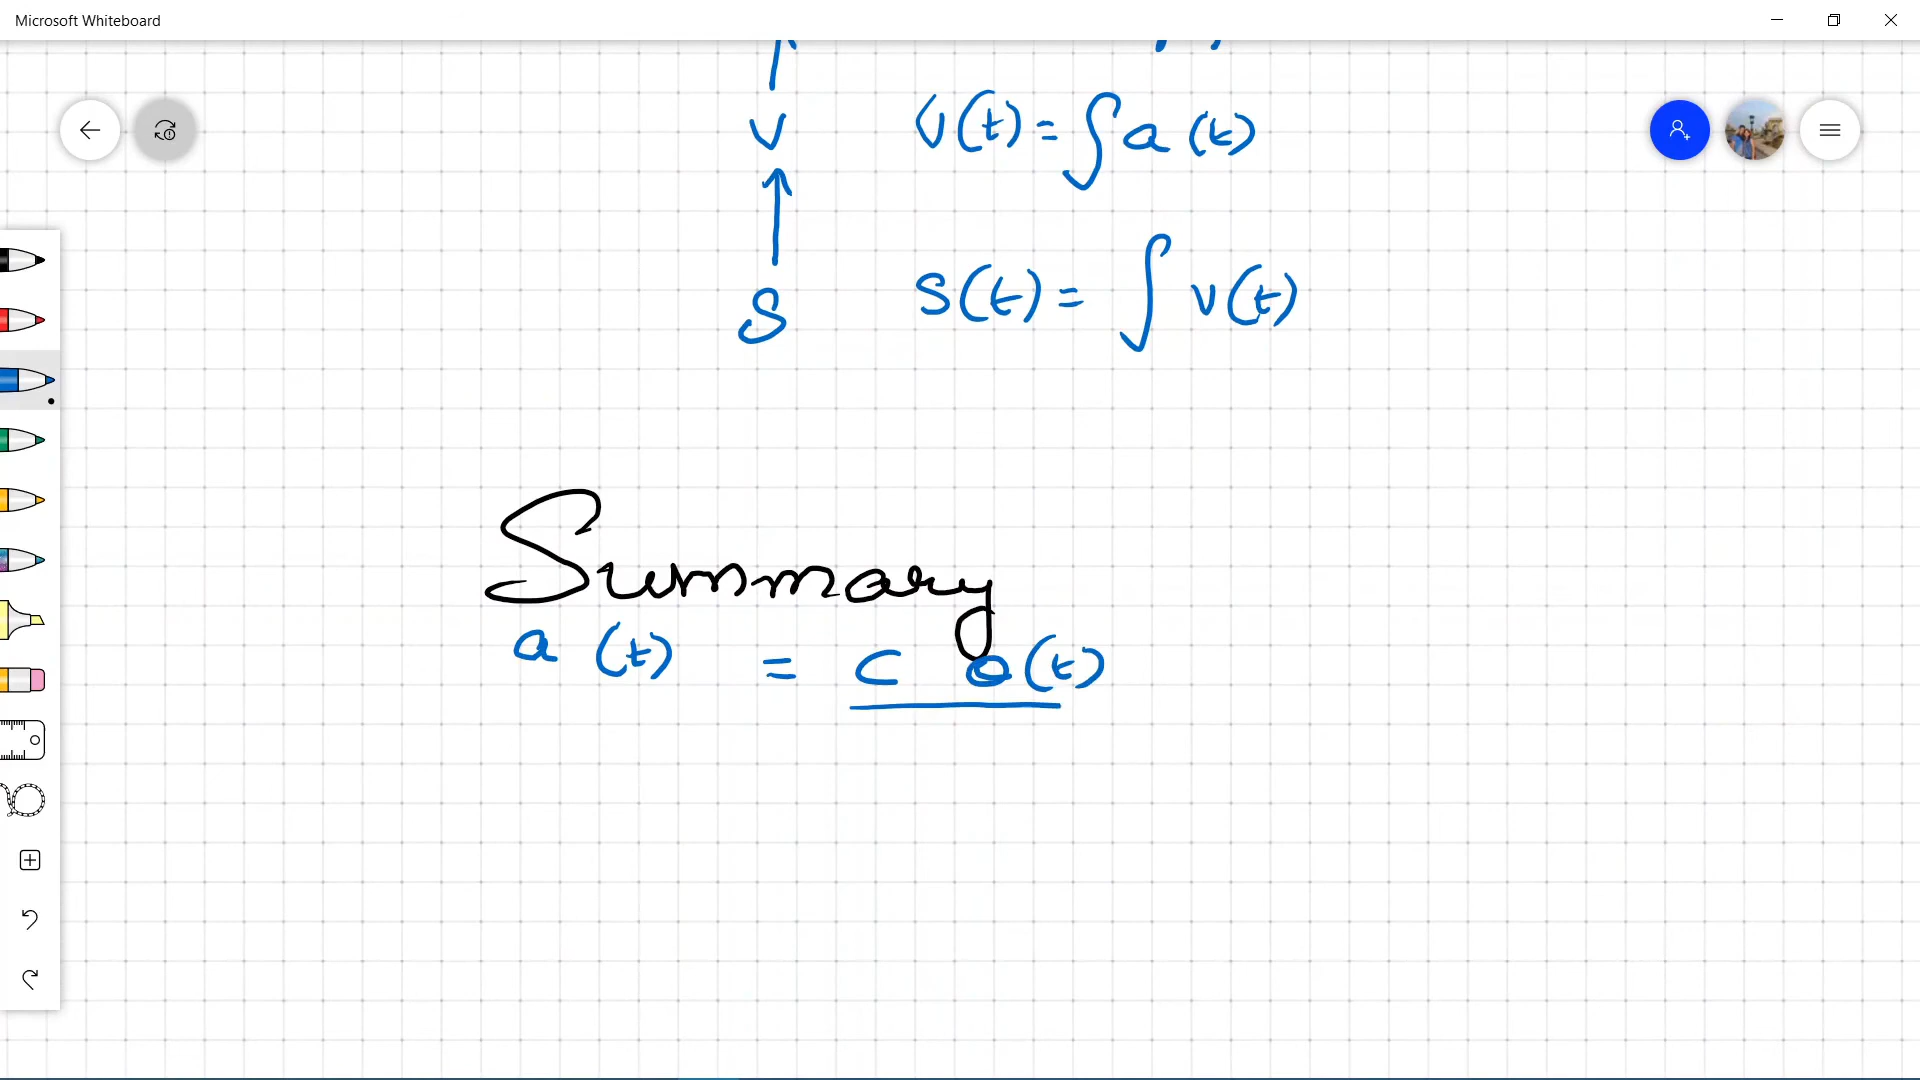 Microsoft Whiteboard
V
V(t) = ∫ a (t)
S
S(t) = ∫ v(t)
Summary
a (t) = C θ(t)